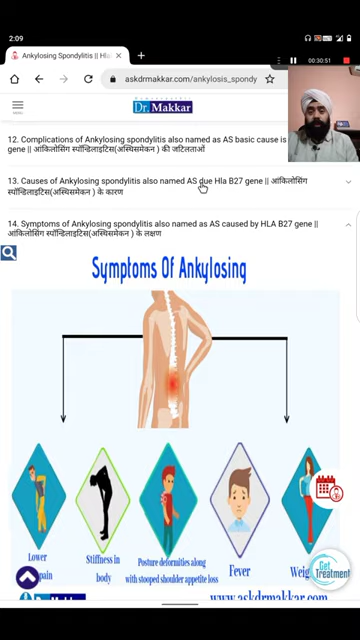 2:09
00:30:51
Ankylosing Spondylitis || Hla
askdrmakkar.com/ankylosis_spondy
Dr. Makkar
12. Complications of Ankylosing spondylitis also named as AS basic cause is
gene || आंकिलोसिंग स्पॉन्डिलाइटिस(अस्थिसमेकन ) की जटिलताओं
13. Causes of Ankylosing spondylitis also named AS due Hla B27 gene || आंकिलोसिंग
स्पॉन्डिलाइटिस(अस्थिसमेकन ) के कारण
14. Symptoms of Ankylosing spondylitis also named as AS caused by HLA B27 gene ||
आंकिलोसिंग स्पॉन्डिलाइटिस(अस्थिसमेकन ) के लक्षण
Symptoms of Ankylosing
Lower
pain
Stiffness in
body
Posture deformities along
with stooped shoulder appetite loss
Fever
Weig
Get
Treatment
Dr. Makkar
www.askdrmakkar.com